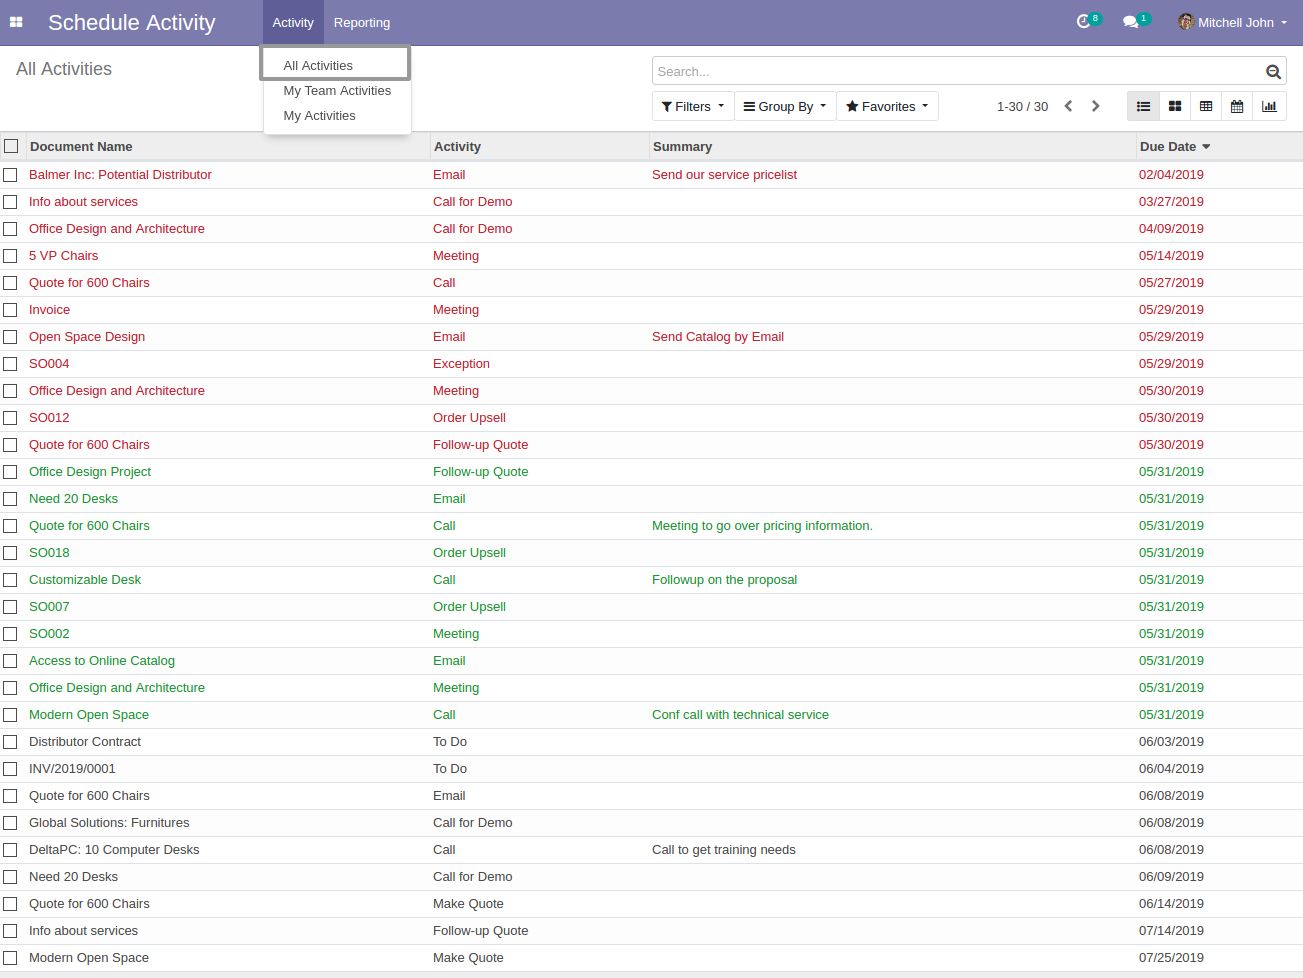 Schedule Activity Activity Reporting 8 1 Mitchell John
All Activities
All Activities
My Team Activities
My Activities
Search...
Filters Group By Favorites 1-30 / 30
Document Name Activity Summary Due Date
Balmer Inc: Potential Distributor Email Send our service pricelist 02/04/2019
Info about services Call for Demo 03/27/2019
Office Design and Architecture Call for Demo 04/09/2019
5 VP Chairs Meeting 05/14/2019
Quote for 600 Chairs Call 05/27/2019
Invoice Meeting 05/29/2019
Open Space Design Email Send Catalog by Email 05/29/2019
SO004 Exception 05/29/2019
Office Design and Architecture Meeting 05/30/2019
SO012 Order Upsell 05/30/2019
Quote for 600 Chairs Follow-up Quote 05/30/2019
Office Design Project Follow-up Quote 05/31/2019
Need 20 Desks Email 05/31/2019
Quote for 600 Chairs Call Meeting to go over pricing information. 05/31/2019
SO018 Order Upsell 05/31/2019
Customizable Desk Call Followup on the proposal 05/31/2019
SO007 Order Upsell 05/31/2019
SO002 Meeting 05/31/2019
Access to Online Catalog Email 05/31/2019
Office Design and Architecture Meeting 05/31/2019
Modern Open Space Call Conf call with technical service 05/31/2019
Distributor Contract To Do 06/03/2019
INV/2019/0001 To Do 06/04/2019
Quote for 600 Chairs Email 06/08/2019
Global Solutions: Furnitures Call for Demo 06/08/2019
DeltaPC: 10 Computer Desks Call Call to get training needs 06/08/2019
Need 20 Desks Call for Demo 06/09/2019
Quote for 600 Chairs Make Quote 06/14/2019
Info about services Follow-up Quote 07/14/2019
Modern Open Space Make Quote 07/25/2019